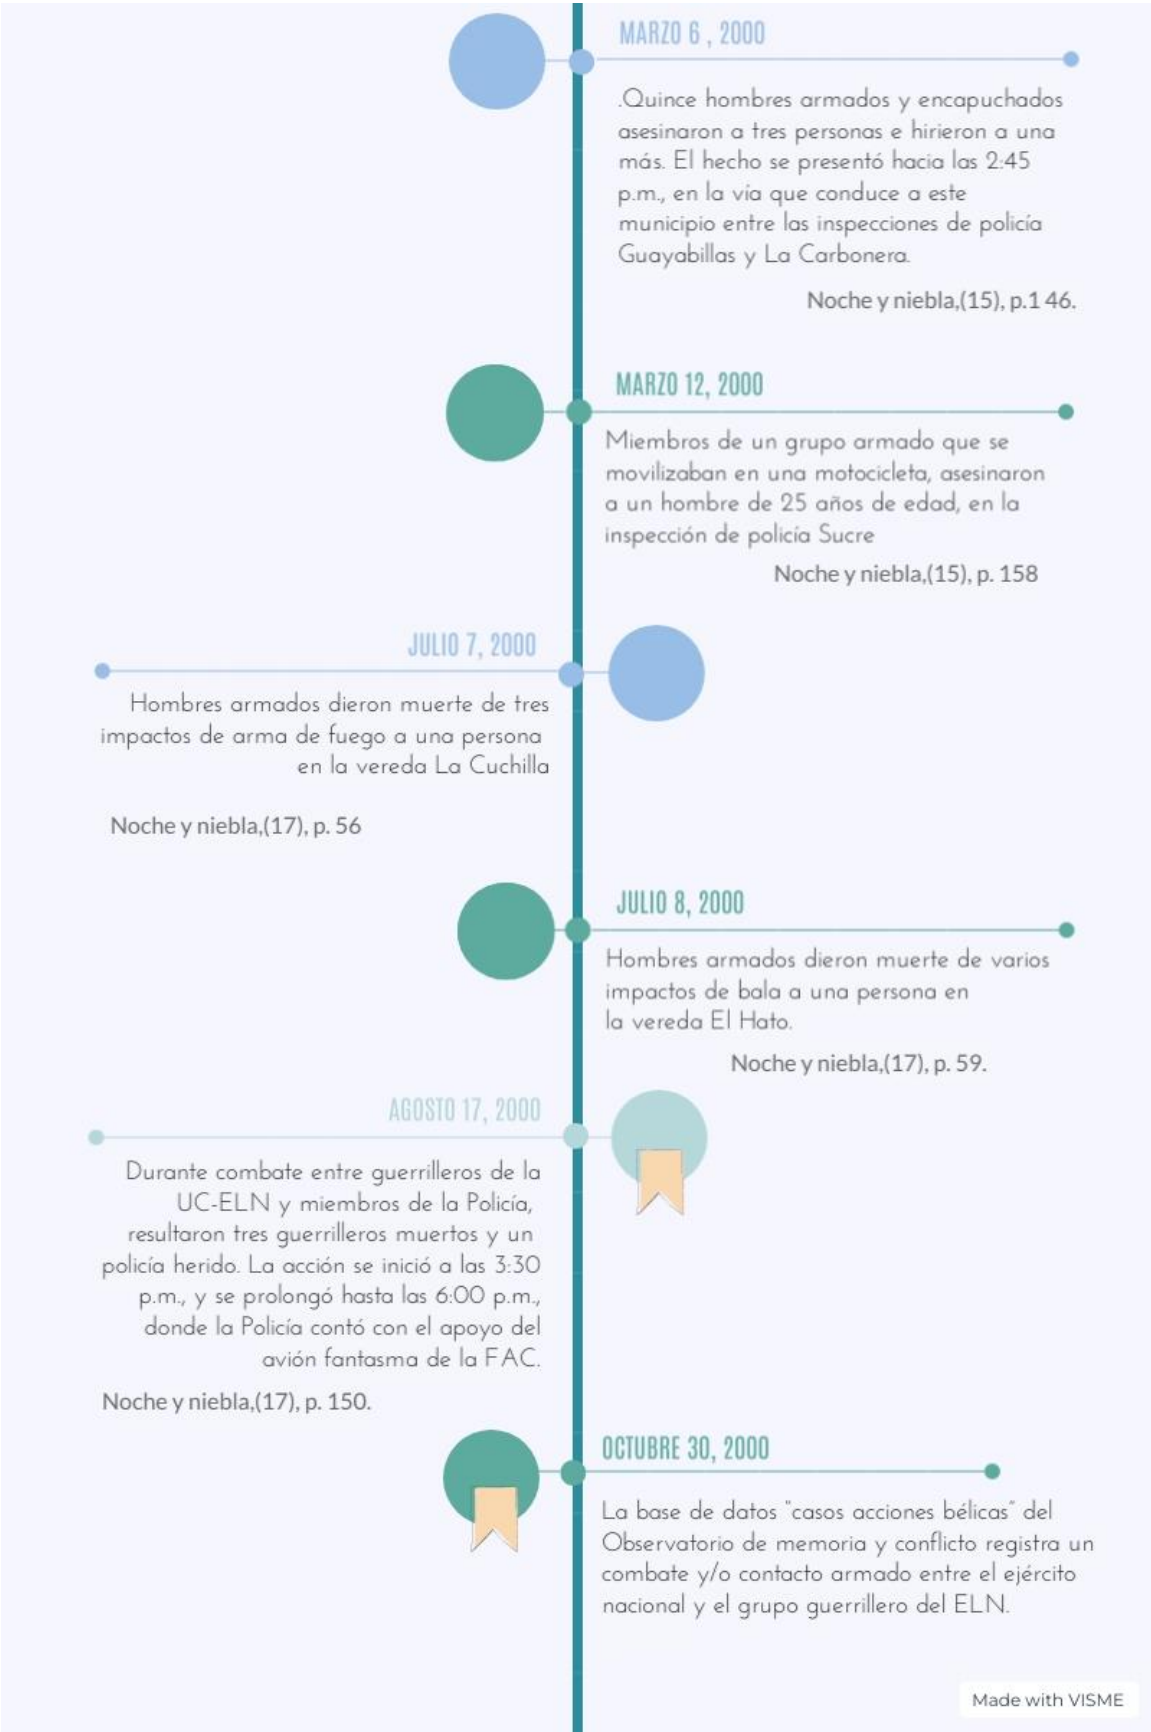 MARZO 6 , 2000
.Quince hombres armados y encapuchados
asesinaron a tres personas e hirieron a una
más. El hecho se presentó hacia las 2:45
p.m., en la vía que conduce a este
municipio entre las inspecciones de policía
Guayabillas y La Carbonera.
Noche y niebla,(15), p.1 46.
MARZO 12, 2000
Miembros de un grupo armado que se
movilizaban en una motocicleta, asesinaron
a un hombre de 25 años de edad, en la
inspección de policía Sucre
Noche y niebla,(15), p. 158
JULIO 7, 2000
Hombres armados dieron muerte de tres
impactos de arma de fuego a una persona
en la vereda La Cuchilla
Noche y niebla,(17), p. 56
JULIO 8, 2000
Hombres armados dieron muerte de varios
impactos de bala a una persona en
la vereda El Hato.
Noche y niebla,(17), p. 59.
AGOSTO 17, 2000
Durante combate entre guerrilleros de la
UC-ELN y miembros de la Policía,
resultaron tres guerrilleros muertos y un
policía herido. La acción se inició a las 3:30
p.m., y se prolongó hasta las 6:00 p.m.,
donde la Policía contó con el apoyo del
avión fantasma de la FAC.
Noche y niebla,(17), p. 150.
OCTUBRE 30, 2000
La base de datos "casos acciones bélicas" del
Observatorio de memoria y conflicto registra un
combate y/o contacto armado entre el ejército
nacional y el grupo guerrillero del ELN.
Made with VISME